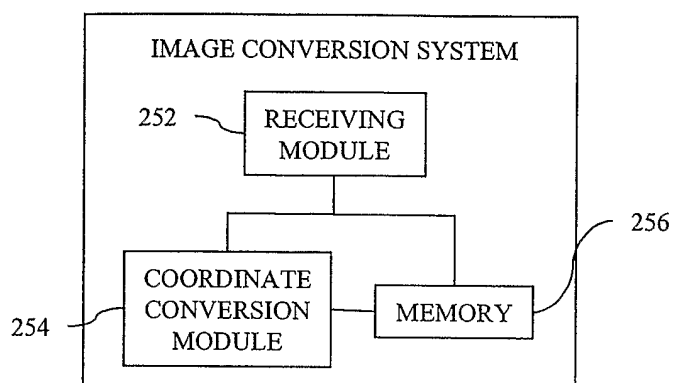 IMAGE CONVERSION SYSTEM
252
RECEIVING
MODULE
256
COORDINATE
CONVERSION
MODULE
MEMORY
254